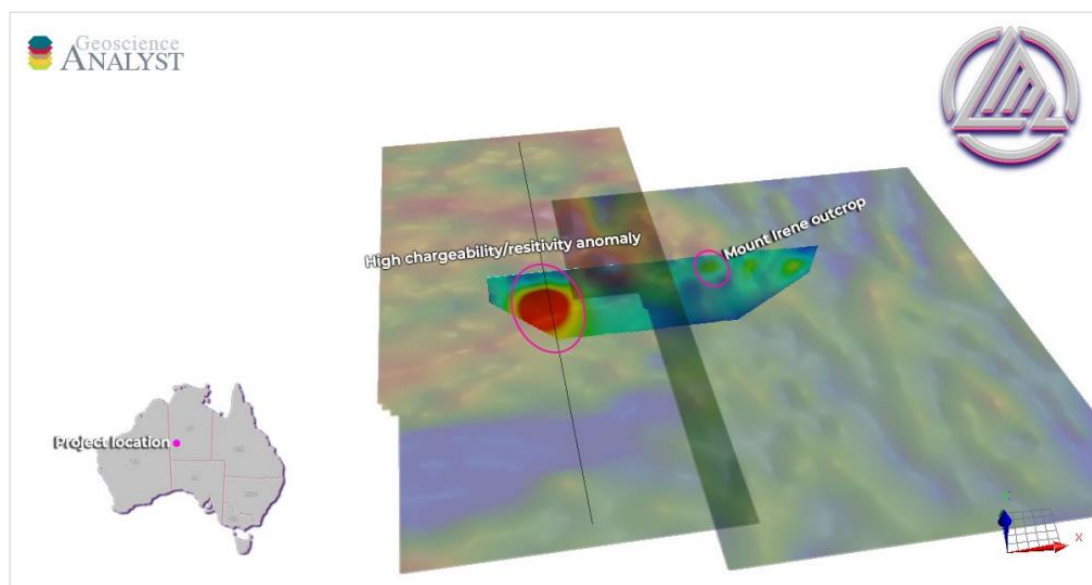 Geoscience
ANALYST
High chargeability/resitivity anomaly
Mount Irene outcrop
Project location
X